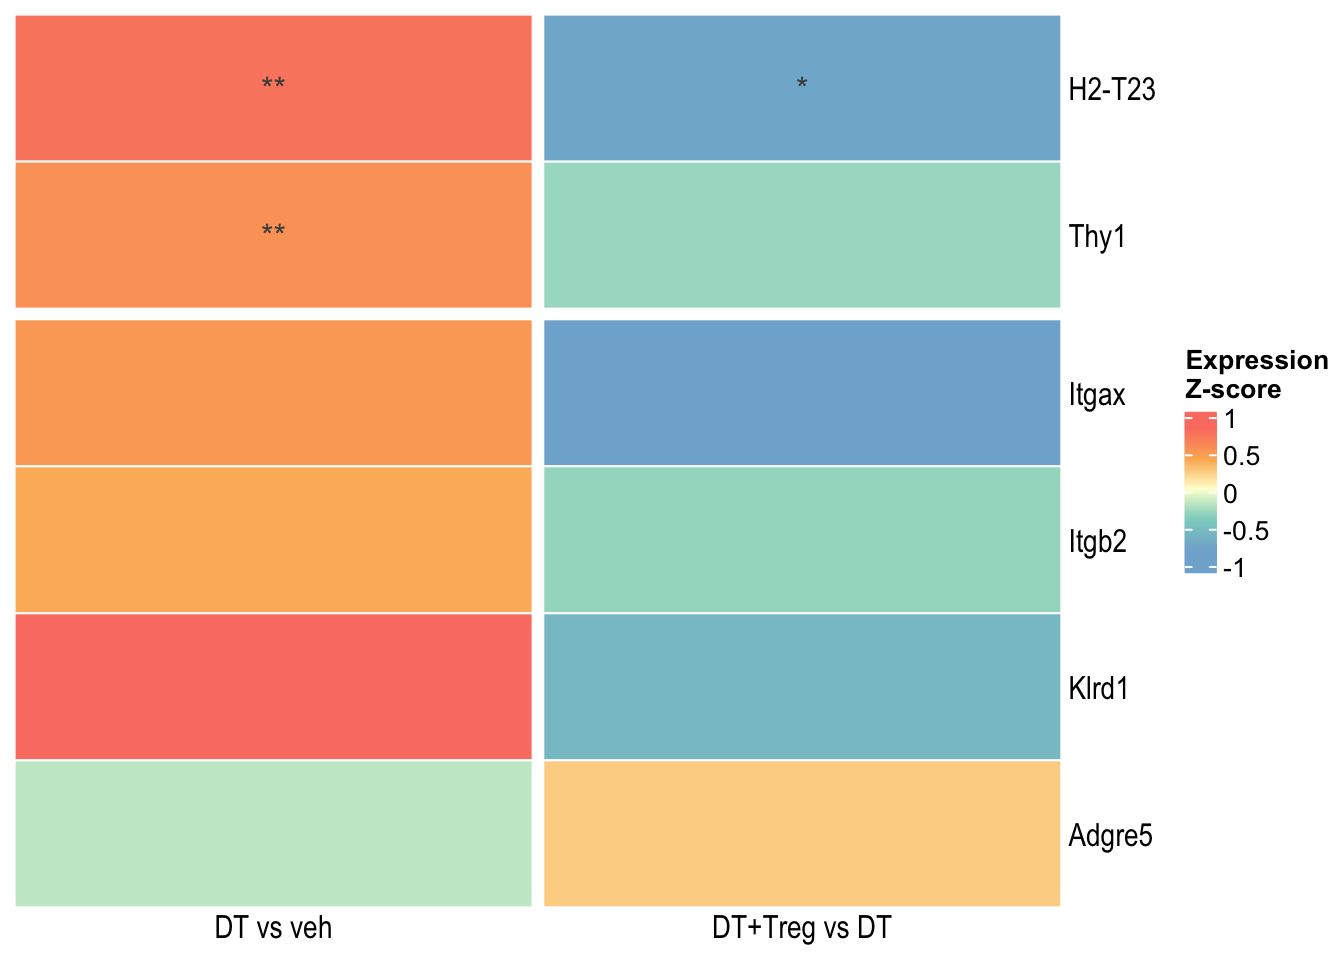 ** * H2-T23
** Thy1
Itgax
Itgb2
Klrd1
Adgre5
DT vs veh DT+Treg vs DT
Expression
Z-score
1
0.5
0
-0.5
-1